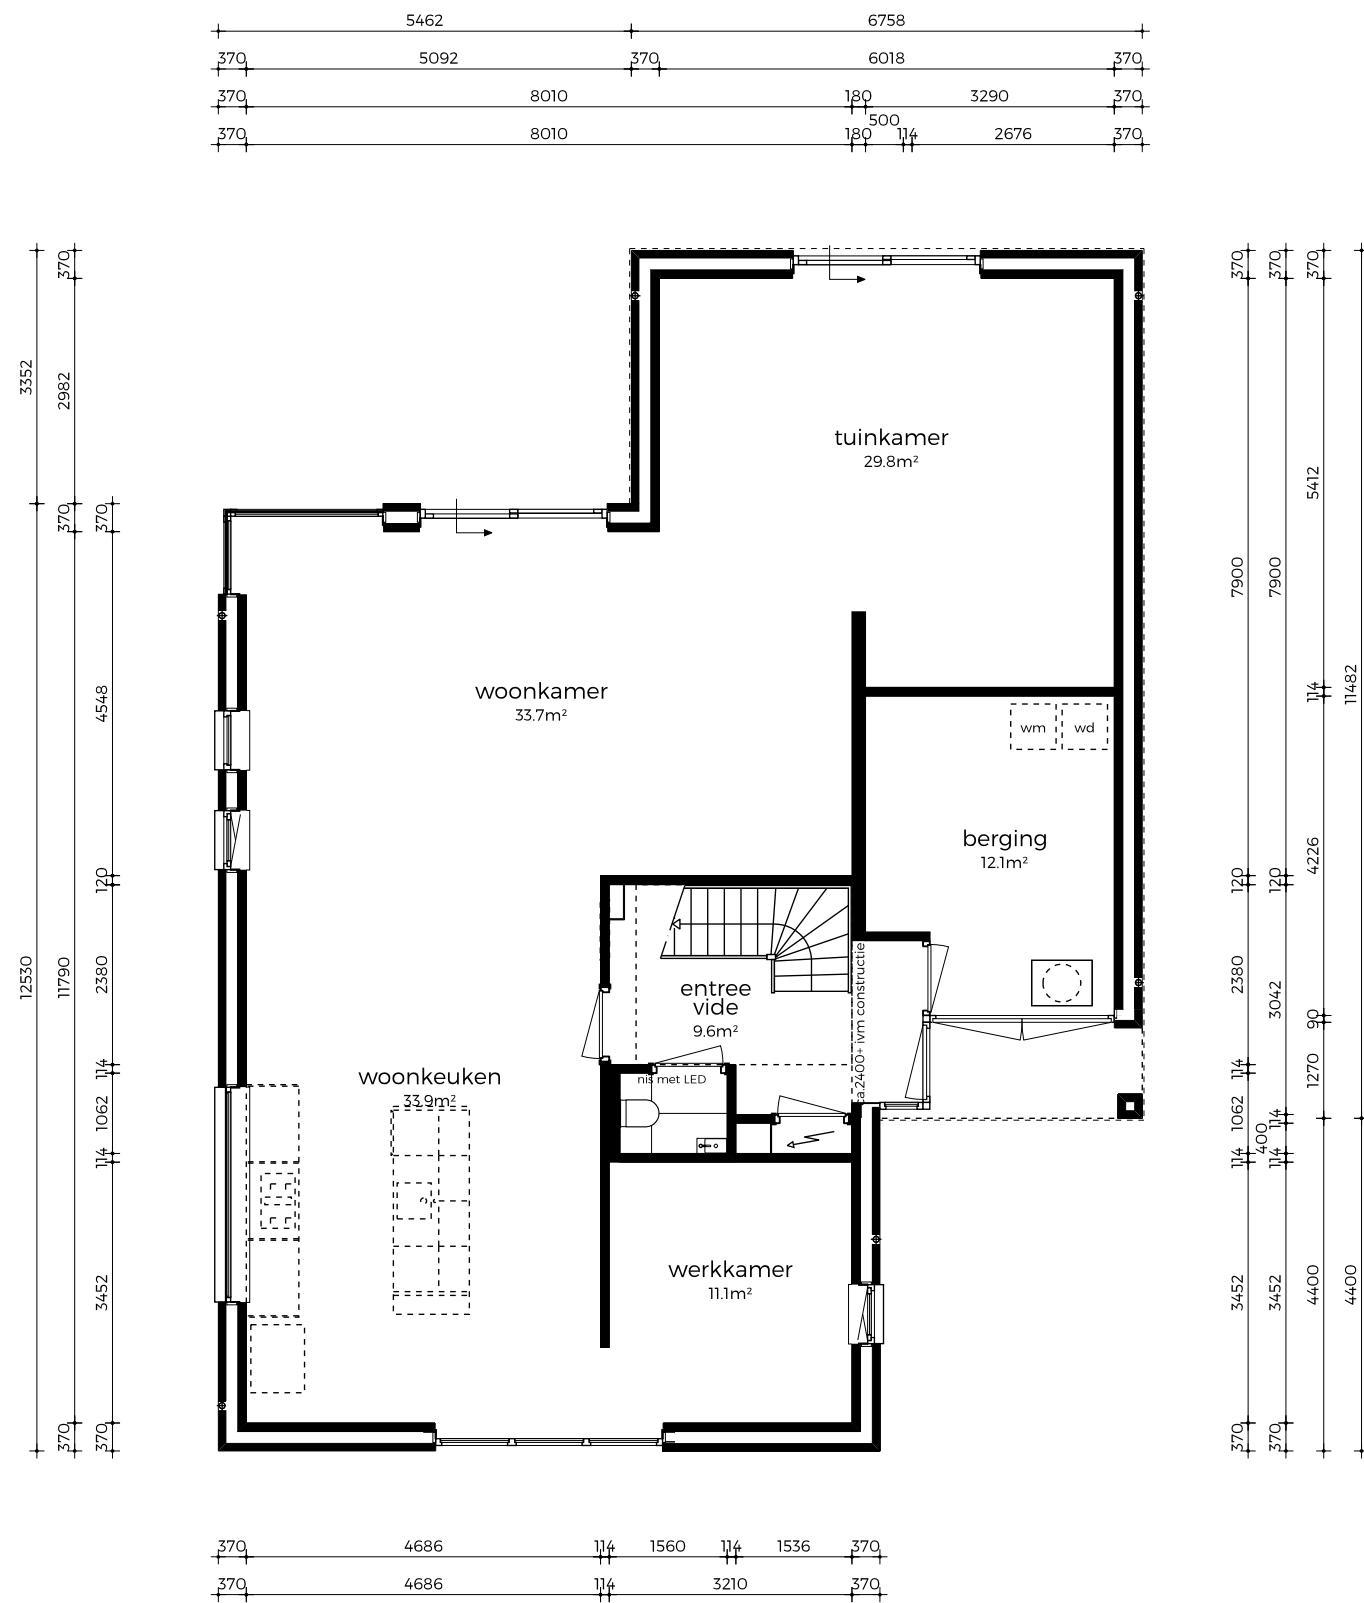 5462 6758
370 5092 370 6018 370
8010 180 3290 370
370
500
370 8010 180 114 2676 370
370 370 370 370
3352 2982
tuinkamer
29.8m²
5412
370 370
7900 7900
woonkamer
33.7m²
4548
114 11482
wm wd
berging
12.1m²
4226
120 120 120
12530 11790 2380
ca.2400+ ivm constructie
2380 3042
entree
vide
9.6m²
90
114 114
1270
woonkeuken
33.9m²
nis met LED
1062 1062 114
400
114 114 114
werkkamer
11.1m²
3452 3452 3452 4400 4400
370 370 370 370
370 4686 114 1560 114 1536 370
370 4686 114 3210 370